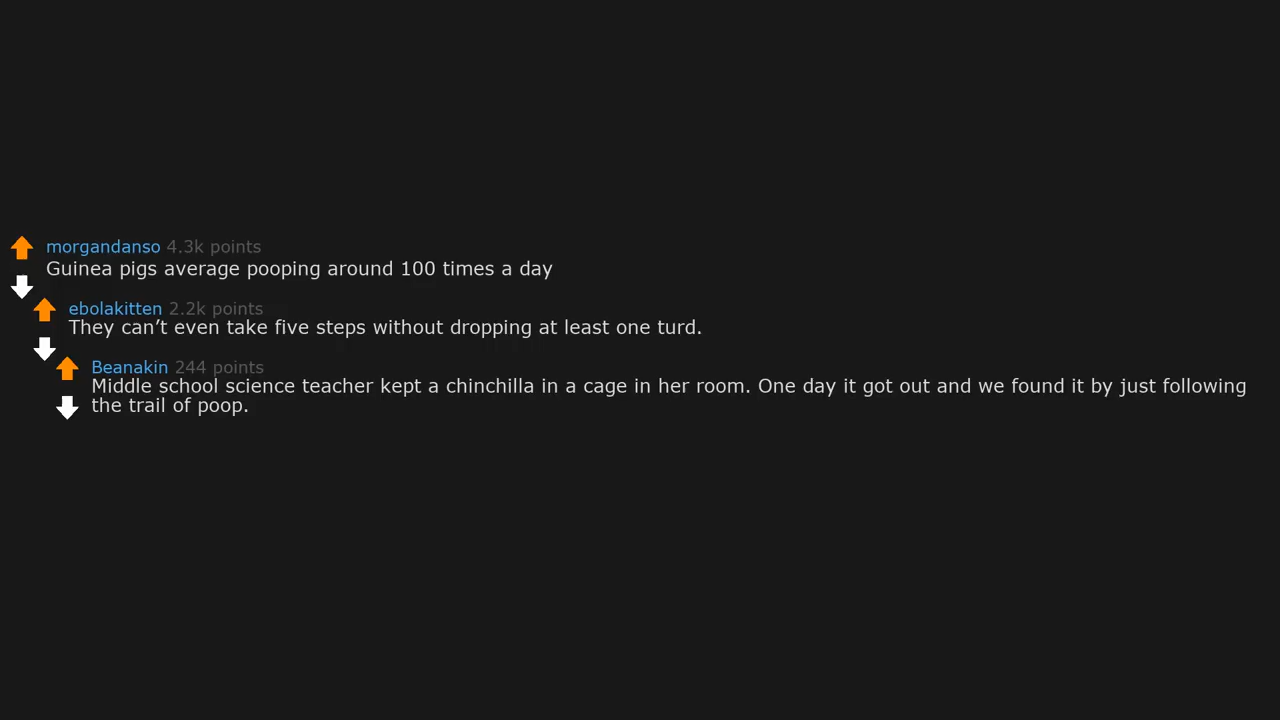 morgandanso 4.3k points
Guinea pigs average pooping around 100 times a day
ebolakitten 2.2k points
They can’t even take five steps without dropping at least one turd.
Beanakin 244 points
Middle school science teacher kept a chinchilla in a cage in her room. One day it got out and we found it by just following
the trail of poop.